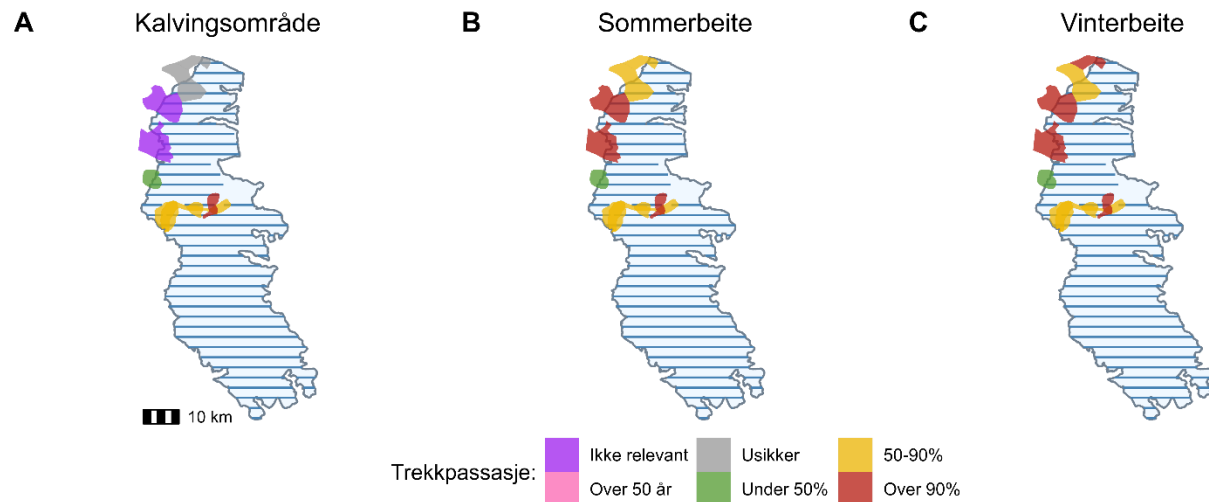 A Kalvingsområde B Sommerbeite C Vinterbeite
10 km
Trekkpassasje:
Ikke relevant Usikker 50-90%
Over 50 år Under 50% Over 90%